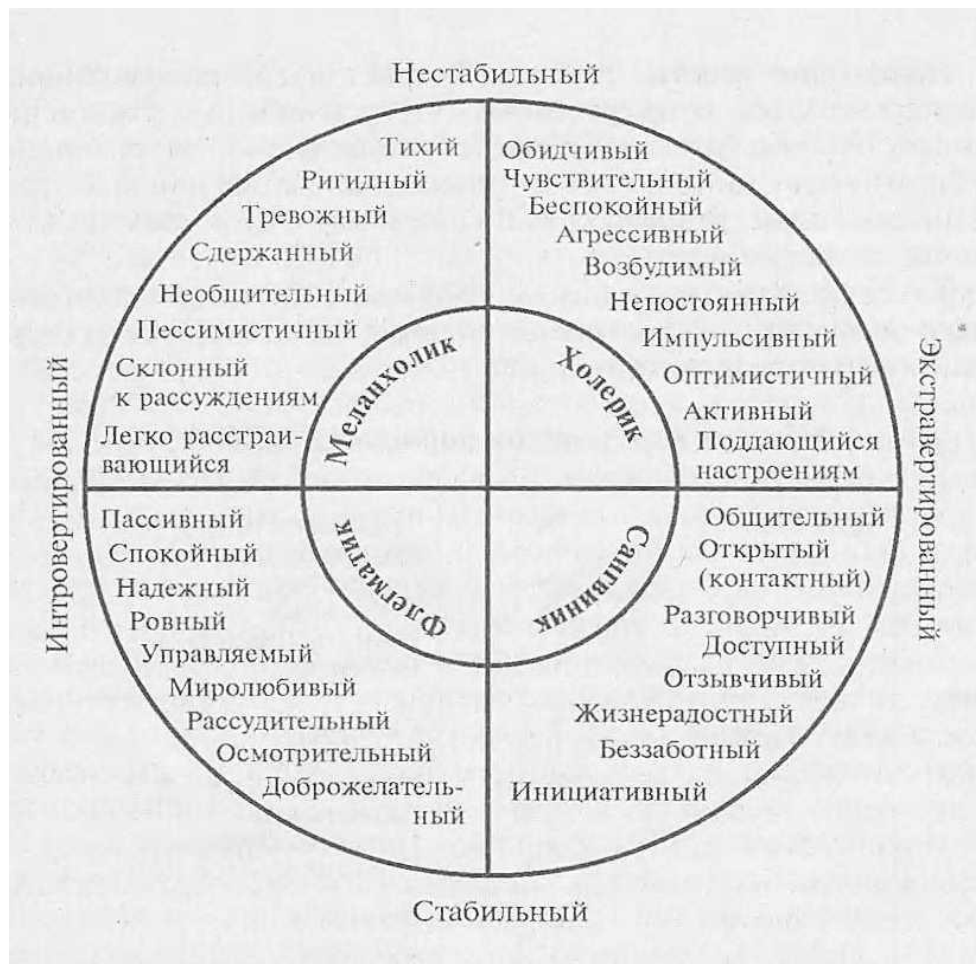 Нестабильный
Тихий
Ригидный
Тревожный
Сдержанный
Необщительный
Пессимистичный
Склонный
к рассуждениям
Легко расстраи-
вающийся
Обидчивый
Чувствительный
Беспокойный
Агрессивный
Возбудимый
Непостоянный
Импульсивный
Оптимистичный
Активный
Поддающийся
настроениям
Меланхолик
Холерик
Интровертированный
Экстравертированный
Флегматик
Сангвиник
Пассивный
Спокойный
Надежный
Ровный
Управляемый
Миролюбивый
Рассудительный
Осмотрительный
Доброжелатель-
ный
Общительный
Открытый
(контактный)
Разговорчивый
Доступный
Отзывчивый
Жизнерадостный
Беззаботный
Инициативный
Стабильный